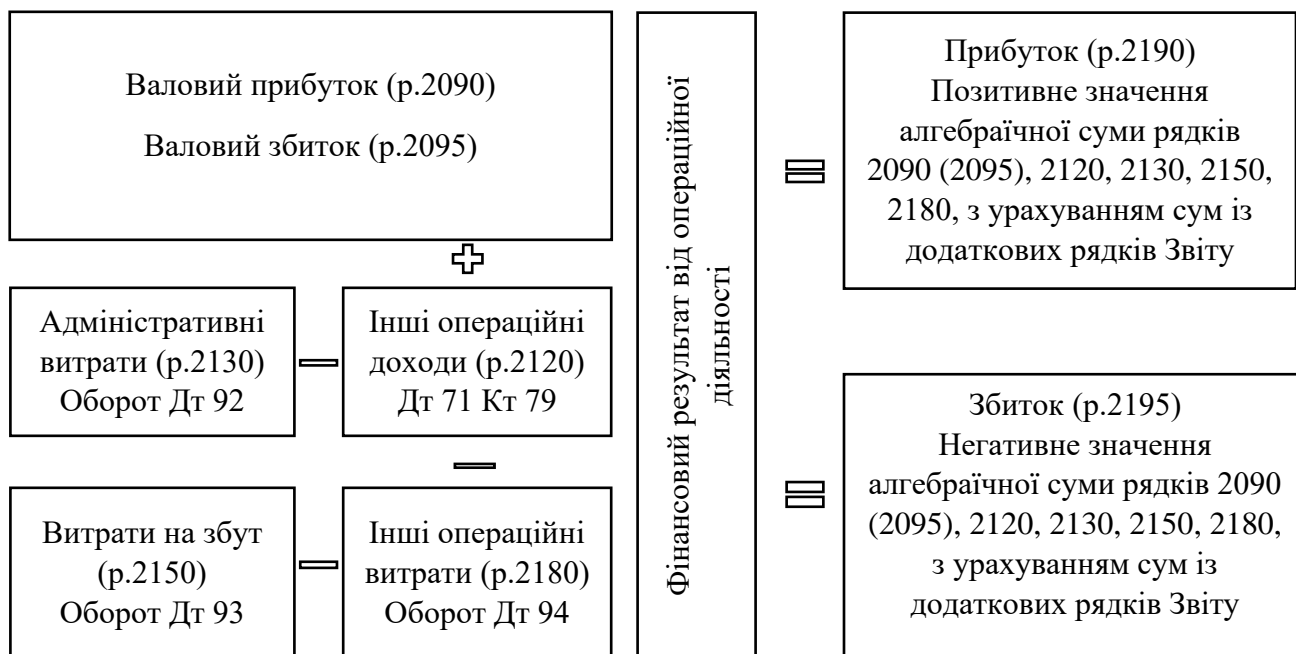 Валовий прибуток (р.2090)
Валовий збиток (р.2095)
Адміністративні
витрати (р.2130)
Оборот Дт 92
Інші операційні
доходи (р.2120)
Дт 71 Кт 79
Витрати на збут
(р.2150)
Оборот Дт 93
Інші операційні
витрати (р.2180)
Оборот Дт 94
Фінансовий результат від операційної
діяльності
Прибуток (р.2190)
Позитивне значення
алгебраїчної суми рядків
2090 (2095), 2120, 2130, 2150,
2180, з урахуванням сум із
додаткових рядків Звіту
Збиток (р.2195)
Негативне значення
алгебраїчної суми рядків 2090
(2095), 2120, 2130, 2150, 2180,
з урахуванням сум із
додаткових рядків Звіту